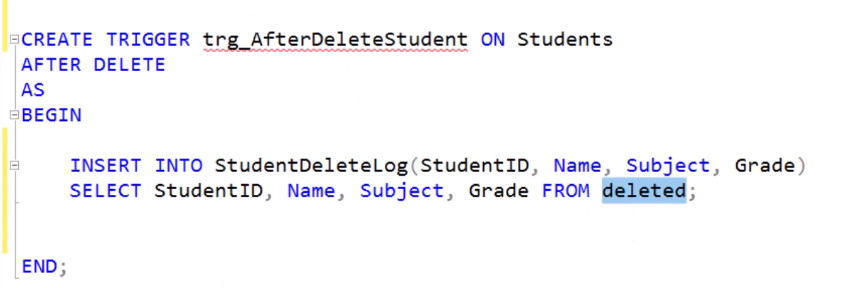 CREATE TRIGGER trg_AfterDeleteStudent ON Students
AFTER DELETE
AS
BEGIN
INSERT INTO StudentDeleteLog(StudentID, Name, Subject, Grade)
SELECT StudentID, Name, Subject, Grade FROM deleted;
END;